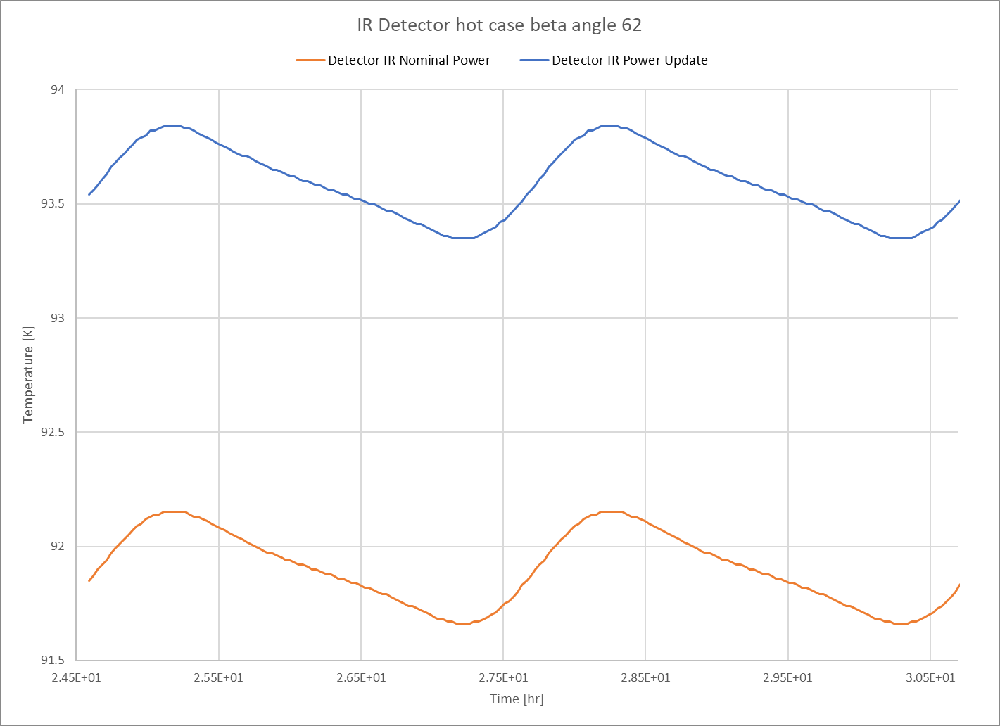 IR Detector hot case beta angle 62
Detector IR Nominal Power
Detector IR Power Update
94
93.5
93
92.5
92
91.5
Temperature [K]
2.45E+01
2.55E+01
2.65E+01
2.75E+01
2.85E+01
2.95E+01
3.05E+01
Time [hr]